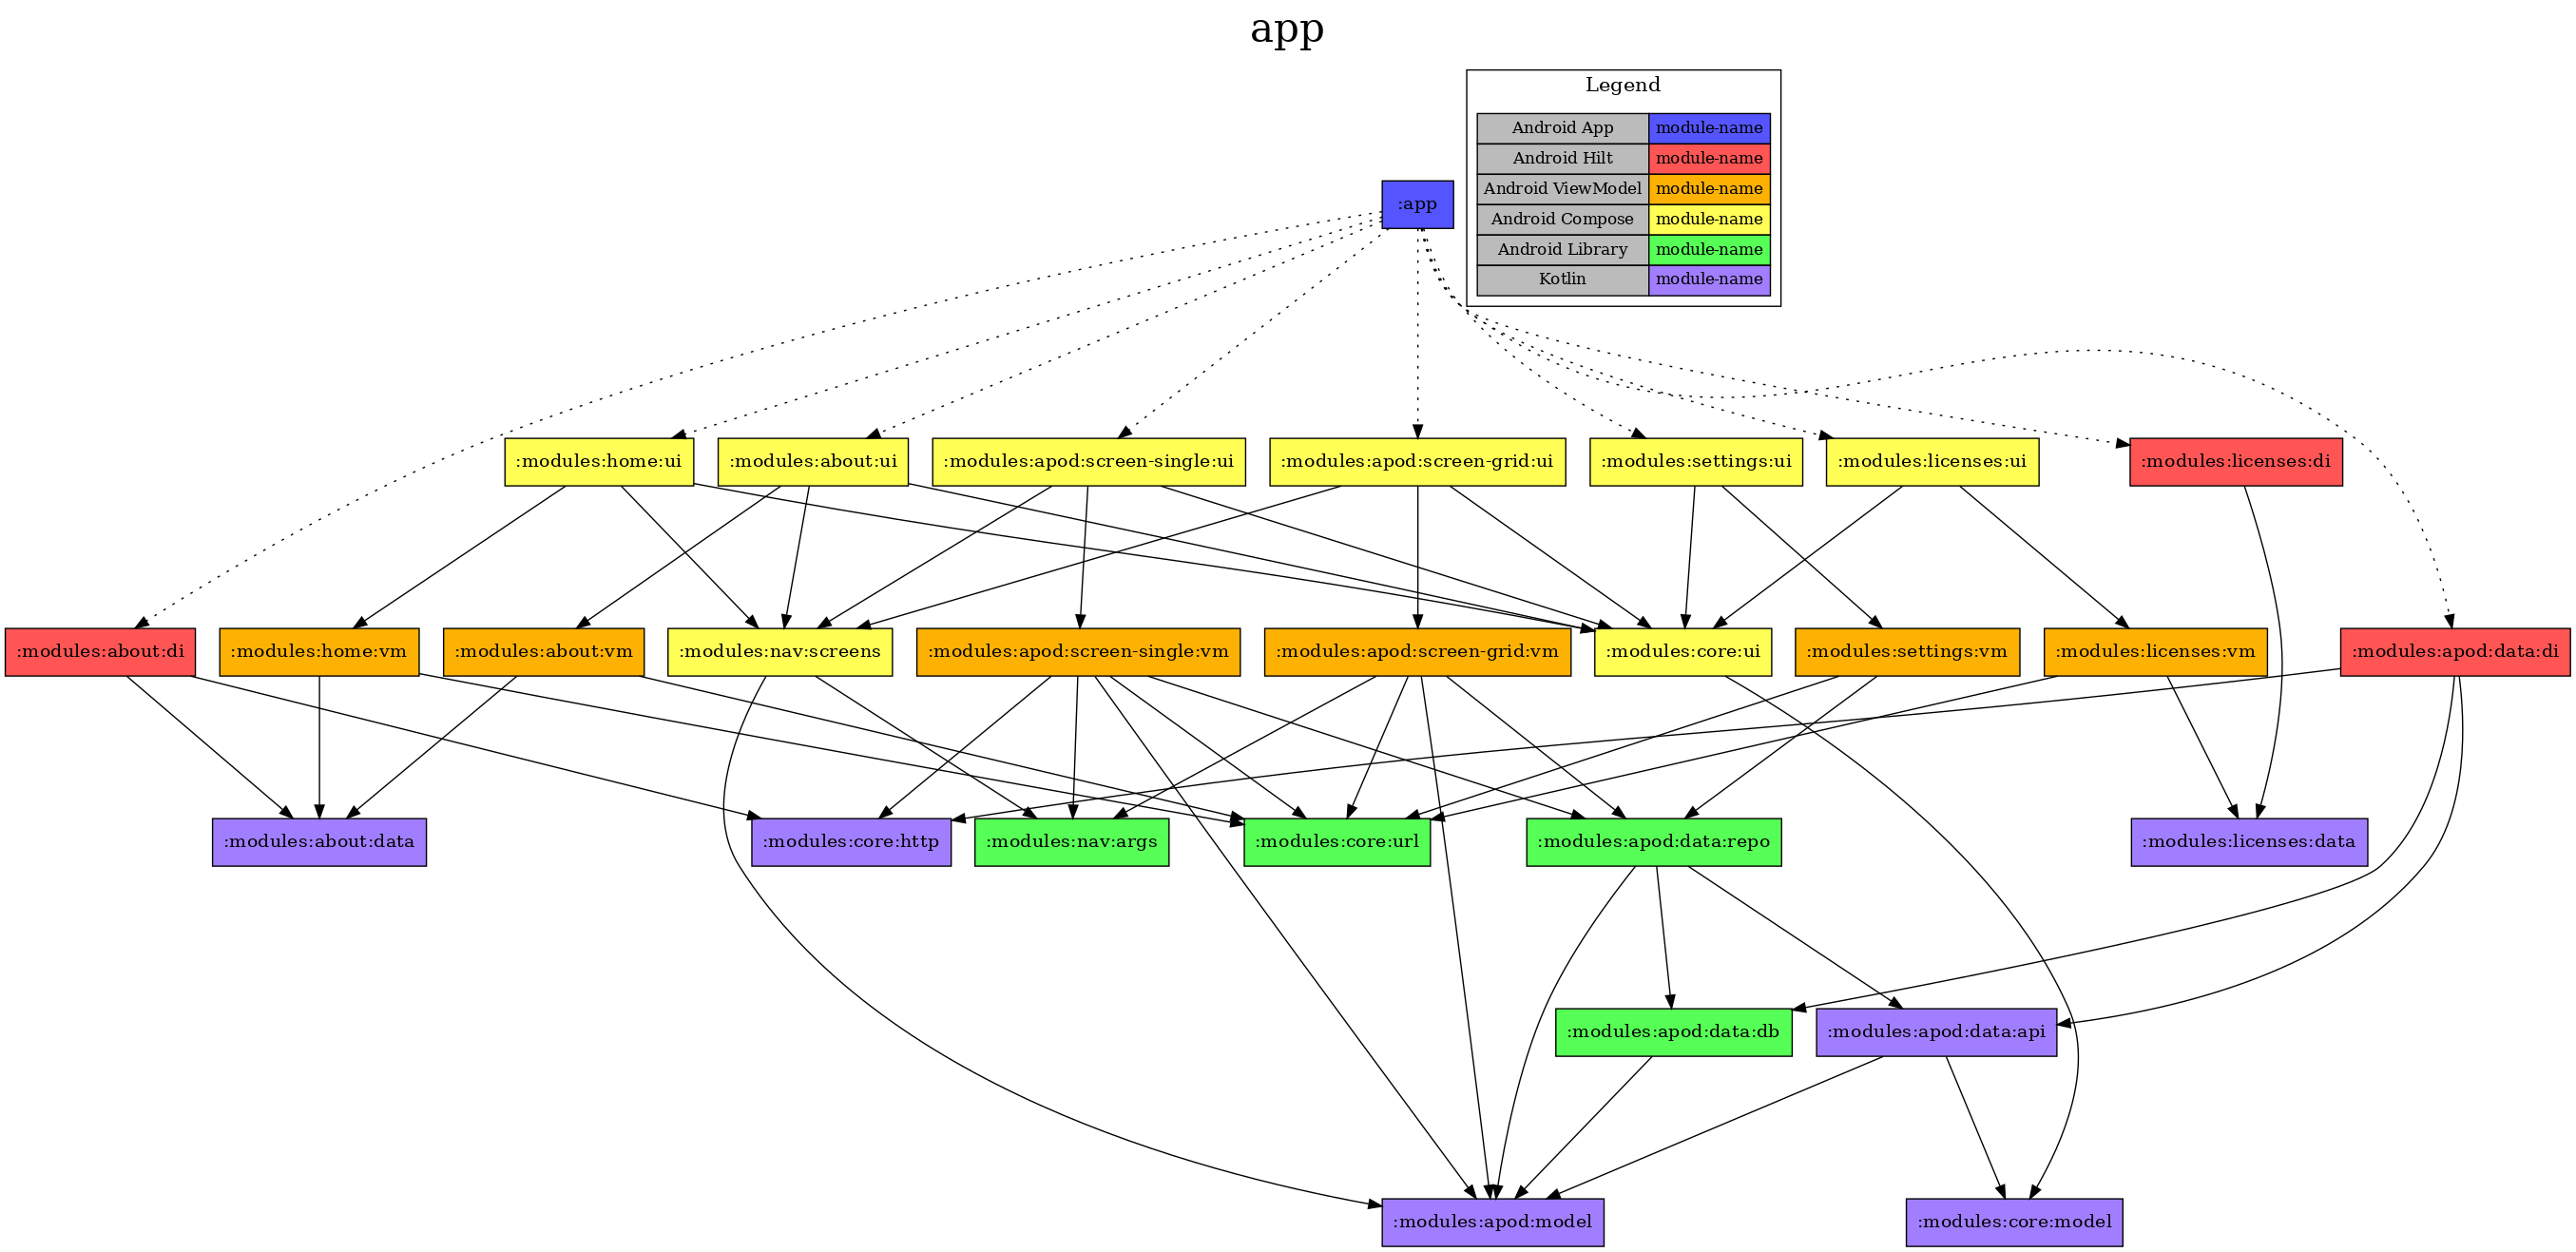 app
Legend
Android App module-name
Android Hilt module-name
Android ViewModel module-name
Android Compose module-name
Android Library module-name
Kotlin module-name
:app
:modules:home:ui
:modules:about:ui
:modules:apod:screen-single:ui
:modules:apod:screen-grid:ui
:modules:settings:ui
:modules:licenses:ui
:modules:licenses:di
:modules:about:di
:modules:home:vm
:modules:about:vm
:modules:nav:screens
:modules:apod:screen-single:vm
:modules:apod:screen-grid:vm
:modules:core:ui
:modules:settings:vm
:modules:licenses:vm
:modules:apod:data:di
:modules:about:data
:modules:core:http
:modules:nav:args
:modules:core:url
:modules:apod:data:repo
:modules:licenses:data
:modules:apod:data:db
:modules:apod:data:api
:modules:apod:model
:modules:core:model